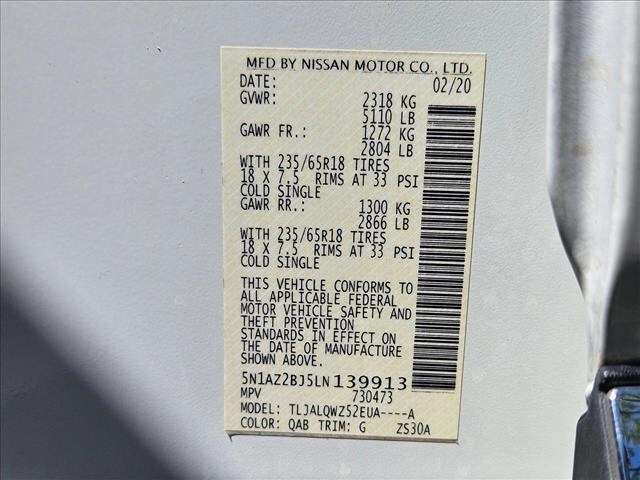 MFD BY NISSAN MOTOR CO., LTD.
DATE: 02/20
GVWR: 2318 KG
5110 LB
GAWR FR.: 1272 KG
2804 LB
WITH 235/65R18 TIRES
18 X 7.5 RIMS AT 33 PSI
COLD SINGLE
GAWR RR.: 1300 KG
2866 LB
WITH 235/65R18 TIRES
18 X 7.5 RIMS AT 33 PSI
COLD SINGLE
THIS VEHICLE CONFORMS TO
ALL APPLICABLE FEDERAL
MOTOR VEHICLE SAFETY AND
THEFT PREVENTION
STANDARDS IN EFFECT ON
THE DATE OF MANUFACTURE
SHOWN ABOVE.
5N1AZ2BJ5LN139913
MPV 730473
MODEL: TLJALQWZ52EUA----A
COLOR: QAB TRIM: G ZS30A